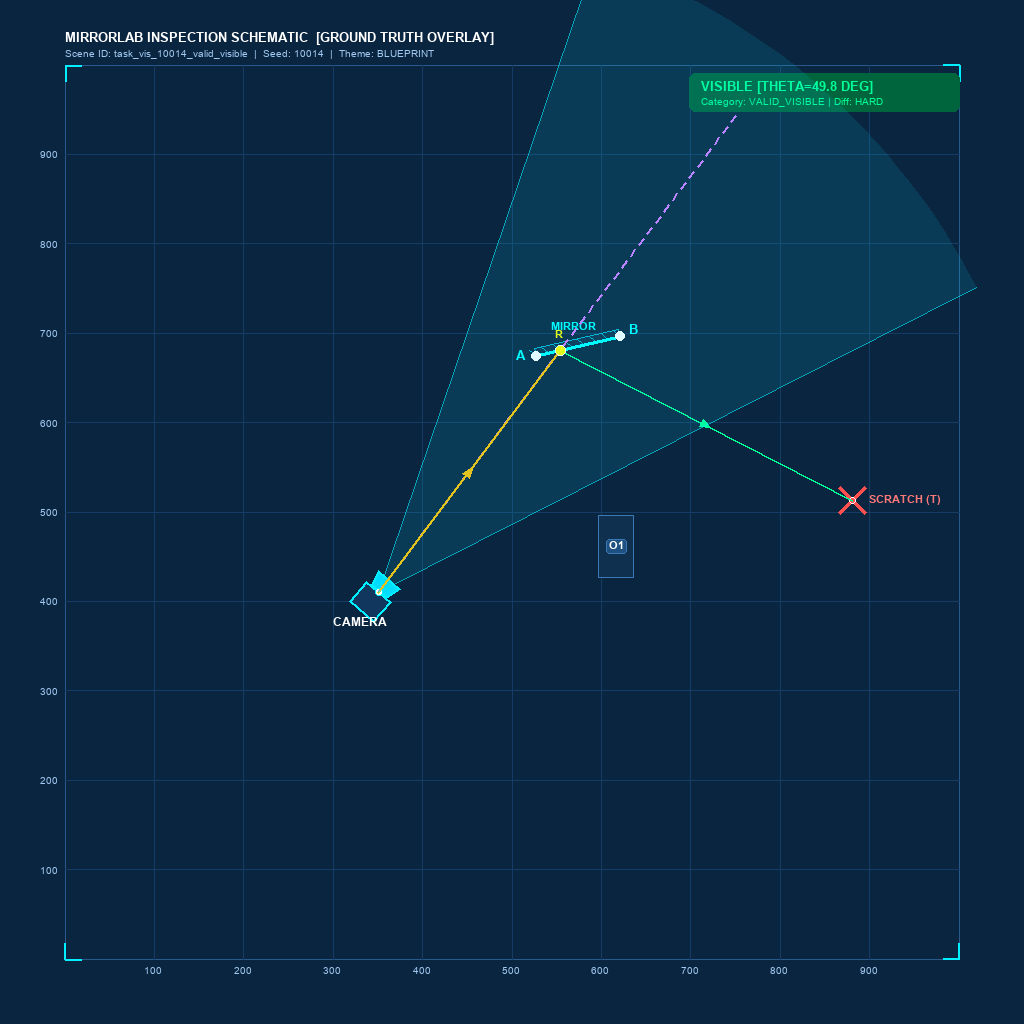 MIRRORLAB INSPECTION SCHEMATIC  [GROUND TRUTH OVERLAY]
Scene ID: task_vis_10014_valid_visible  |  Seed: 10014  |  Theme: BLUEPRINT
VISIBLE [THETA=49.8 DEG]
Category: VALID_VISIBLE | Diff: HARD
900
800
MIRROR
R
B
A
700
600
SCRATCH (T)
500
O1
400
CAMERA
300
200
100
100 200 300 400 500 600 700 800 900